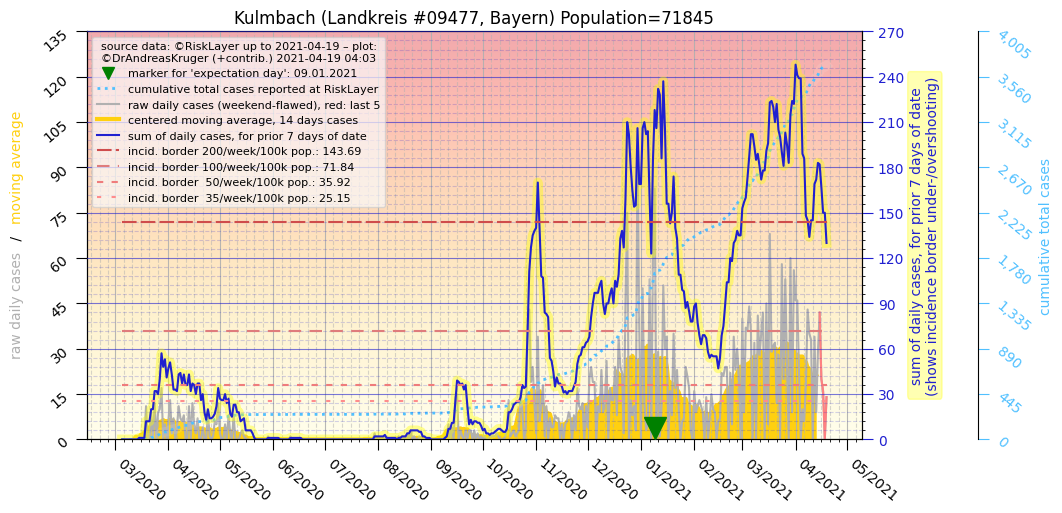 Kulmbach (Landkreis #09477, Bayern) Population=71845
source data: ©RiskLayer up to 2021-04-19 – plot:
©DrAndreasKruger (+contrib.) 2021-04-19 04:03
marker for 'expectation day': 09.01.2021
cumulative total cases reported at RiskLayer
raw daily cases (weekend-flawed), red: last 5
centered moving average, 14 days cases
sum of daily cases, for prior 7 days of date
incid. border 200/week/100k pop.: 143.69
incid. border 100/week/100k pop.: 71.84
incid. border  50/week/100k pop.: 35.92
incid. border  35/week/100k pop.: 25.15
raw daily cases  /  moving average
135
120
105
90
75
60
45
30
15
0
03/2020
04/2020
05/2020
06/2020
07/2020
08/2020
09/2020
10/2020
11/2020
12/2020
01/2021
02/2021
03/2021
04/2021
05/2021
270
240
210
180
150
120
90
60
30
0
sum of daily cases, for prior 7 days of date
(shows incidence border under-/overshooting)
4,005
3,560
3,115
2,670
2,225
1,780
1,335
890
445
0
cumulative total cases